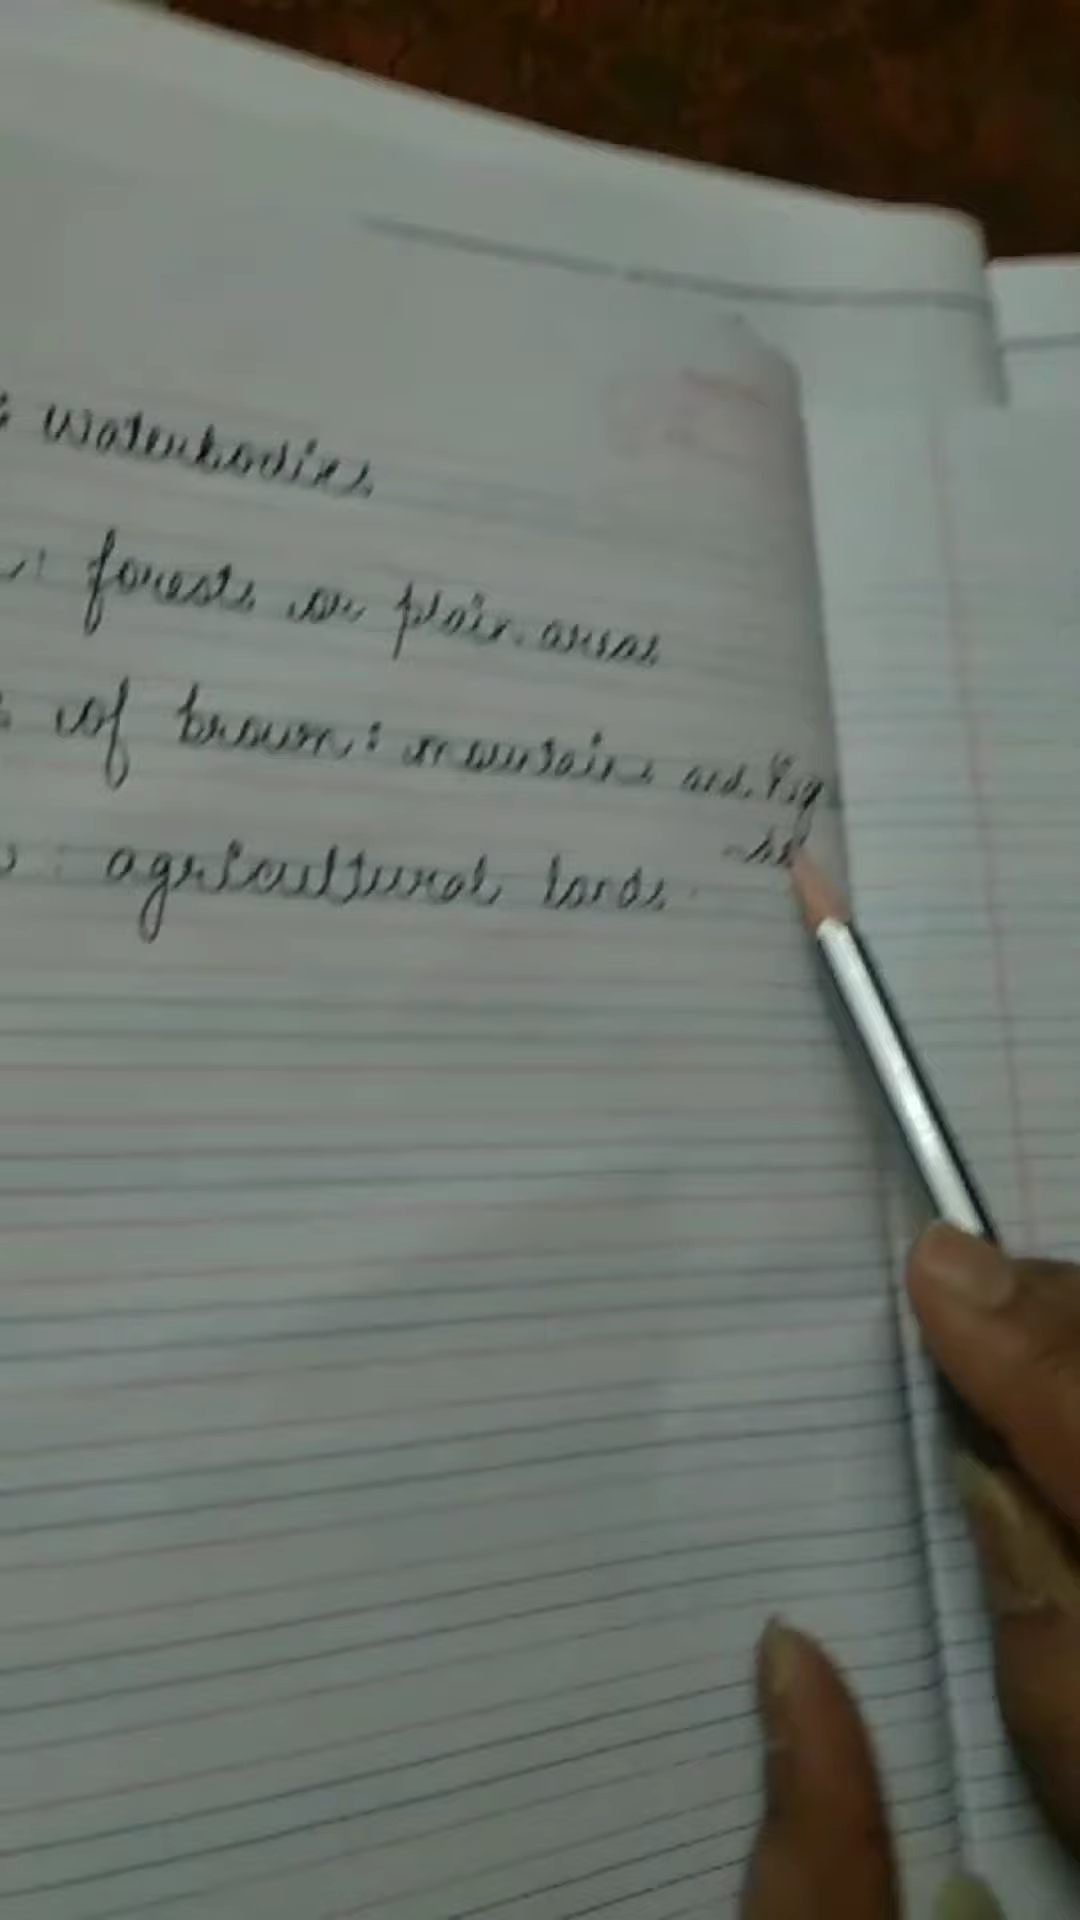 : Waterbodies
: forests or plain areas
of brown: mountains and
: agricultural lands.